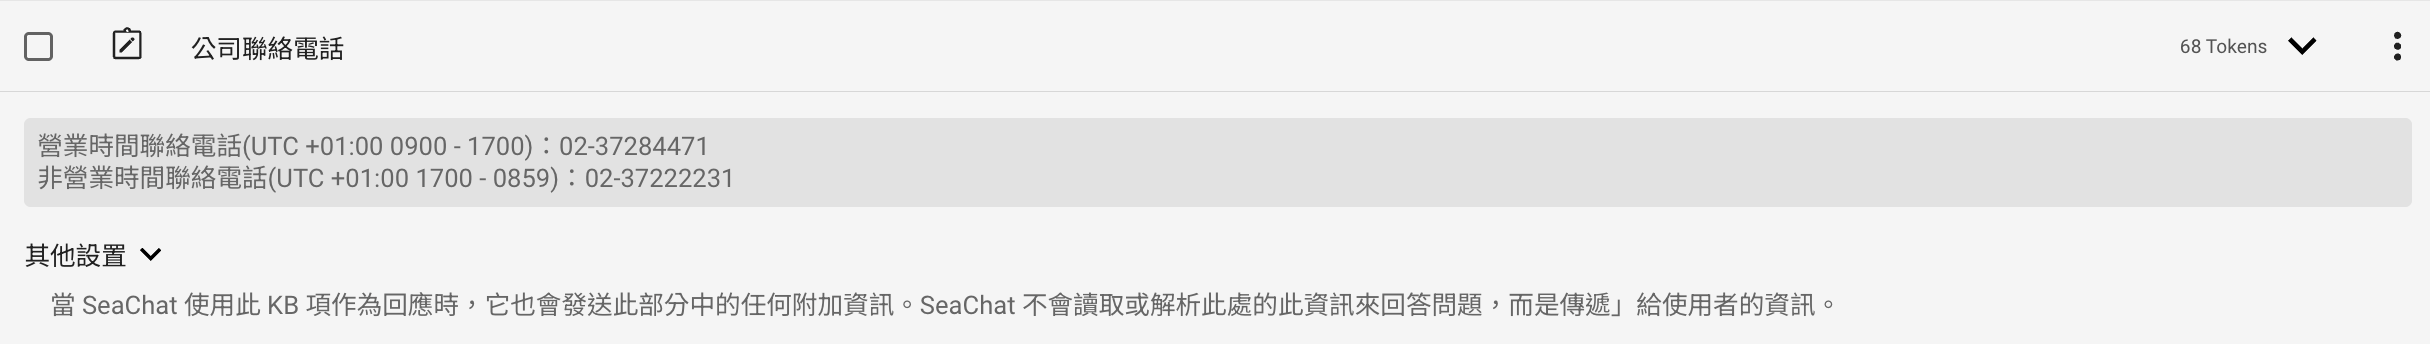 公司聯絡電話
68 Tokens
營業時間聯絡電話(UTC +01:00 0900 - 1700)：02-37284471
非營業時間聯絡電話(UTC +01:00 1700 - 0859)：02-37222231
其他設置
當 SeaChat 使用此 KB 項作為回應時，它也會發送此部分中的任何附加資訊。SeaChat 不會讀取或解析此處的此資訊來回答問題，而是傳遞」給使用者的資訊。